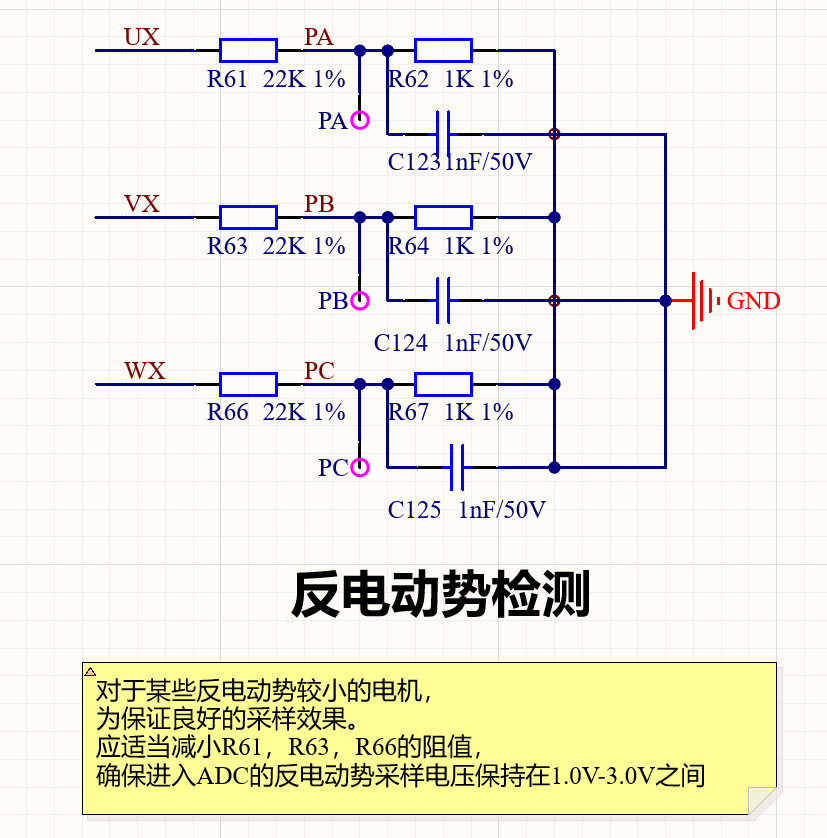 UX PA
R61 22K 1% R62 1K 1%
PA
C123 1nF/50V
VX PB
R63 22K 1% R64 1K 1%
PB
GND
C124 1nF/50V
WX PC
R66 22K 1% R67 1K 1%
PC
C125 1nF/50V
反电动势检测
对于某些反电动势较小的电机，
为保证良好的采样效果。
应适当减小R61，R63，R66的阻值，
确保进入ADC的反电动势采样电压保持在1.0V-3.0V之间